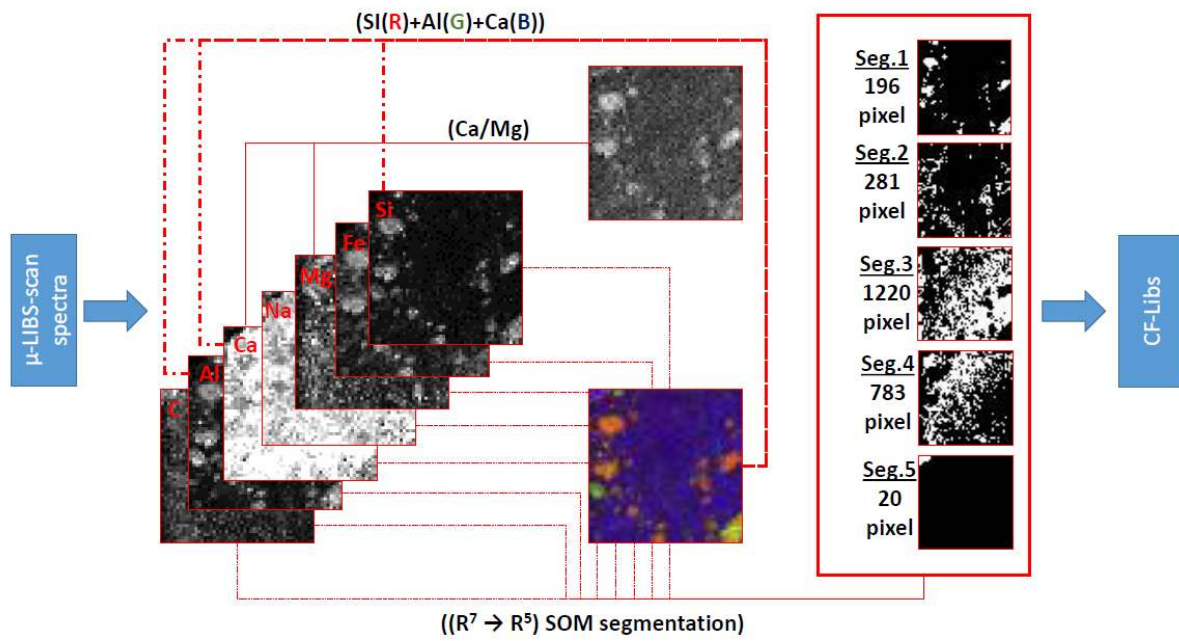 (SI(R)+Al(G)+Ca(B))
(Ca/Mg)
μ-LIBS-scan
spectra
Si
Fe
Mg
Na
Ca
Al
C
Seg.1
196
pixel
Seg.2
281
pixel
Seg.3
1220
pixel
Seg.4
783
pixel
Seg.5
20
pixel
CF-Libs
((R⁷ → R⁵) SOM segmentation)